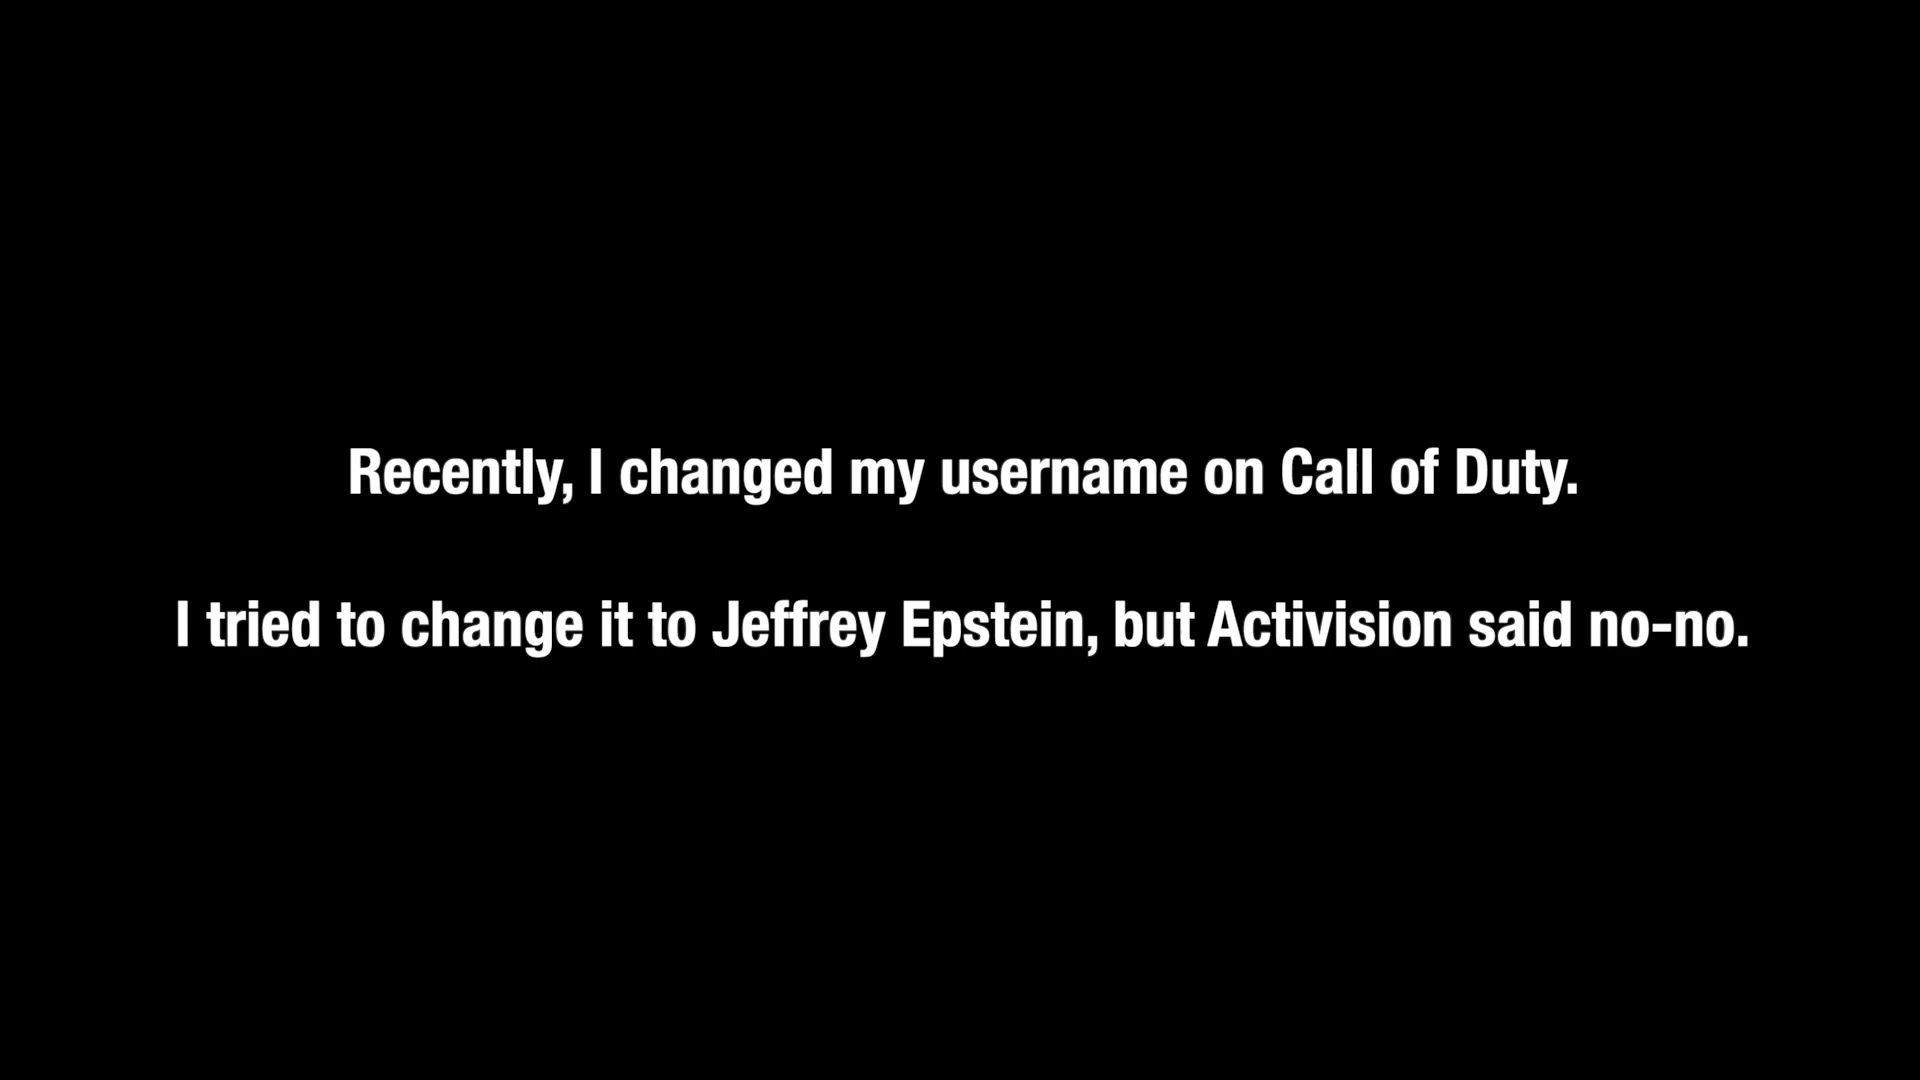 Recently, I changed my username on Call of Duty.
I tried to change it to Jeffrey Epstein, but Activision said no-no.